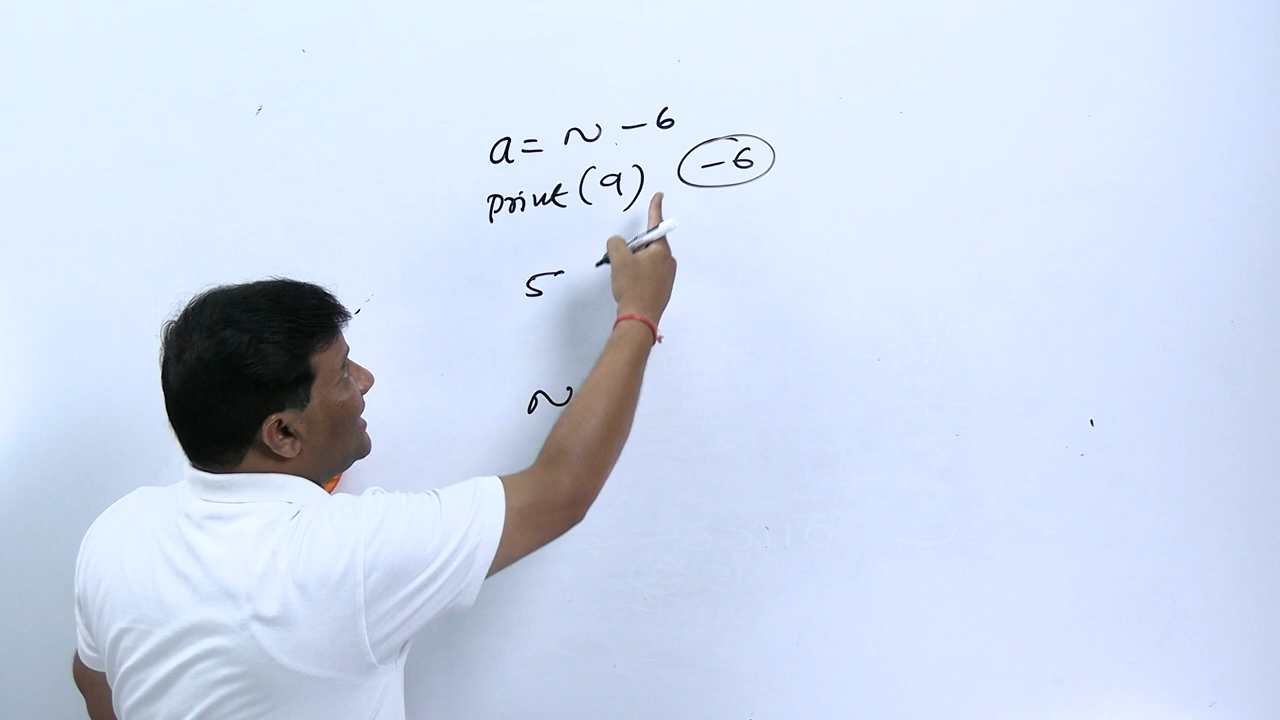 a = ~ -6
print(a) -6
5
~